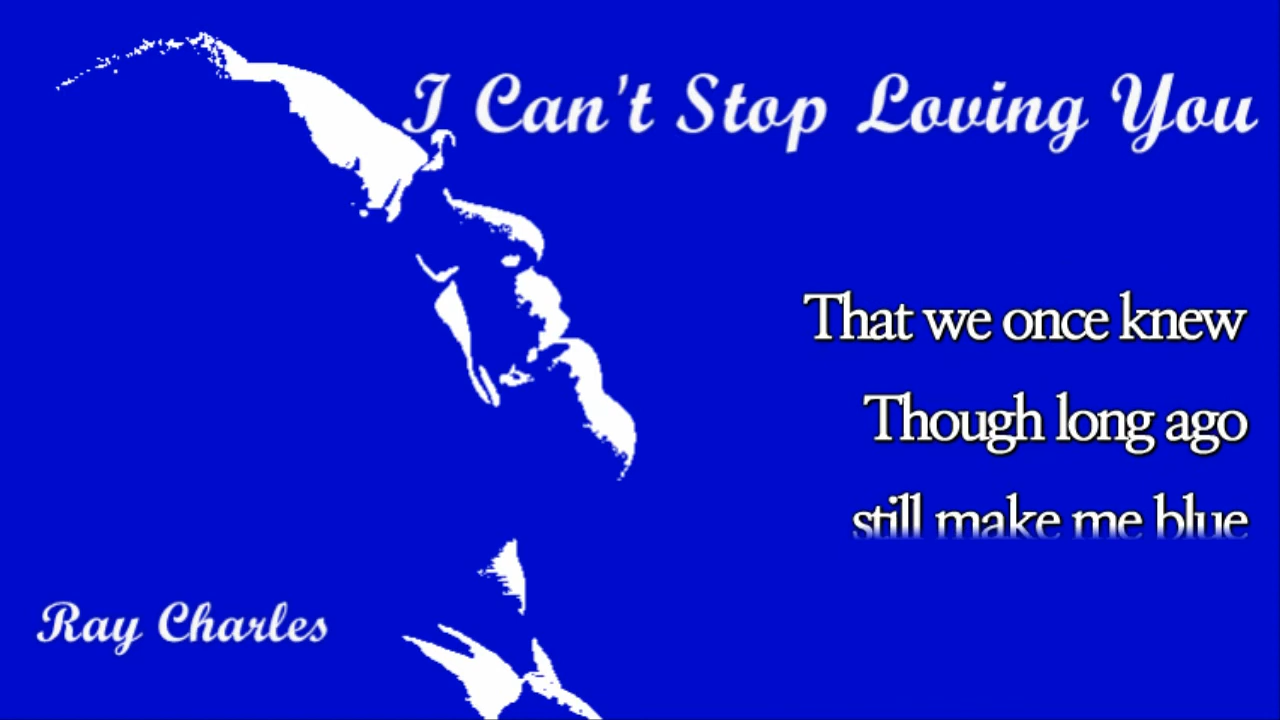 I Can't Stop Loving You
That we once knew
Though long ago
still make me blue
Ray Charles